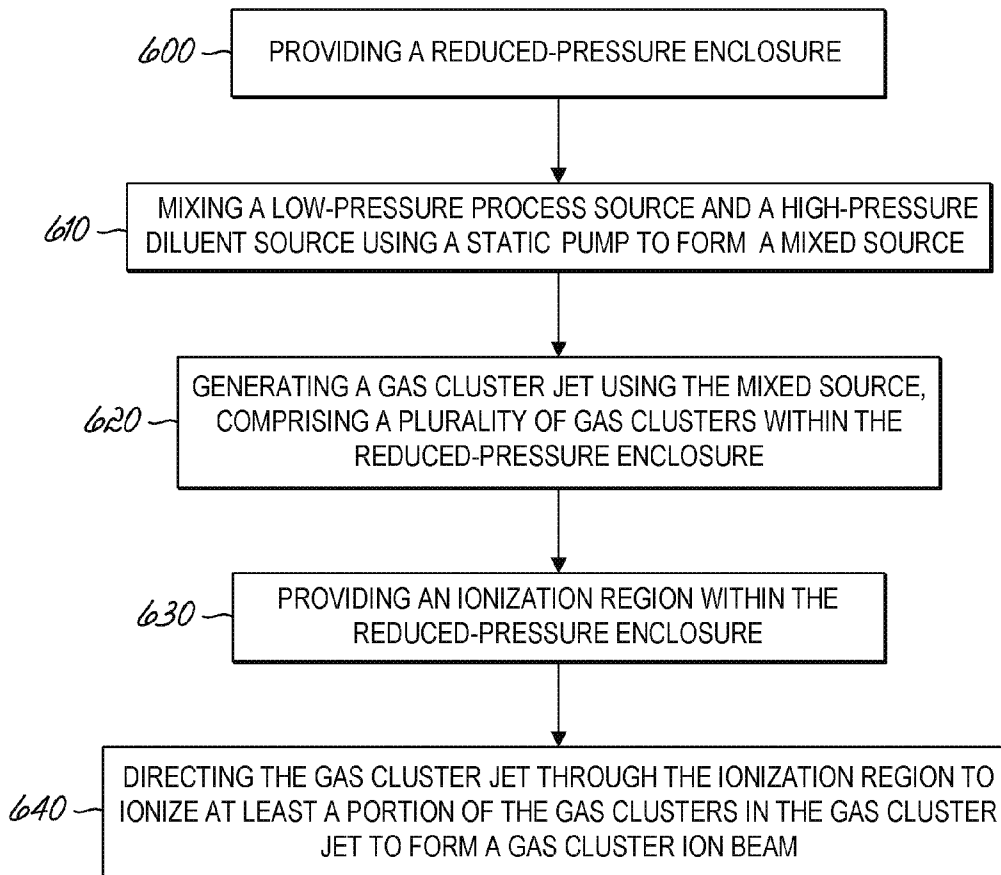 600
PROVIDING A REDUCED-PRESSURE ENCLOSURE
610
MIXING A LOW-PRESSURE PROCESS SOURCE AND A HIGH-PRESSURE
DILUENT SOURCE USING A STATIC PUMP TO FORM A MIXED SOURCE
620
GENERATING A GAS CLUSTER JET USING THE MIXED SOURCE,
COMPRISING A PLURALITY OF GAS CLUSTERS WITHIN THE
REDUCED-PRESSURE ENCLOSURE
630
PROVIDING AN IONIZATION REGION WITHIN THE
REDUCED-PRESSURE ENCLOSURE
640
DIRECTING THE GAS CLUSTER JET THROUGH THE IONIZATION REGION TO
IONIZE AT LEAST A PORTION OF THE GAS CLUSTERS IN THE GAS CLUSTER
JET TO FORM A GAS CLUSTER ION BEAM